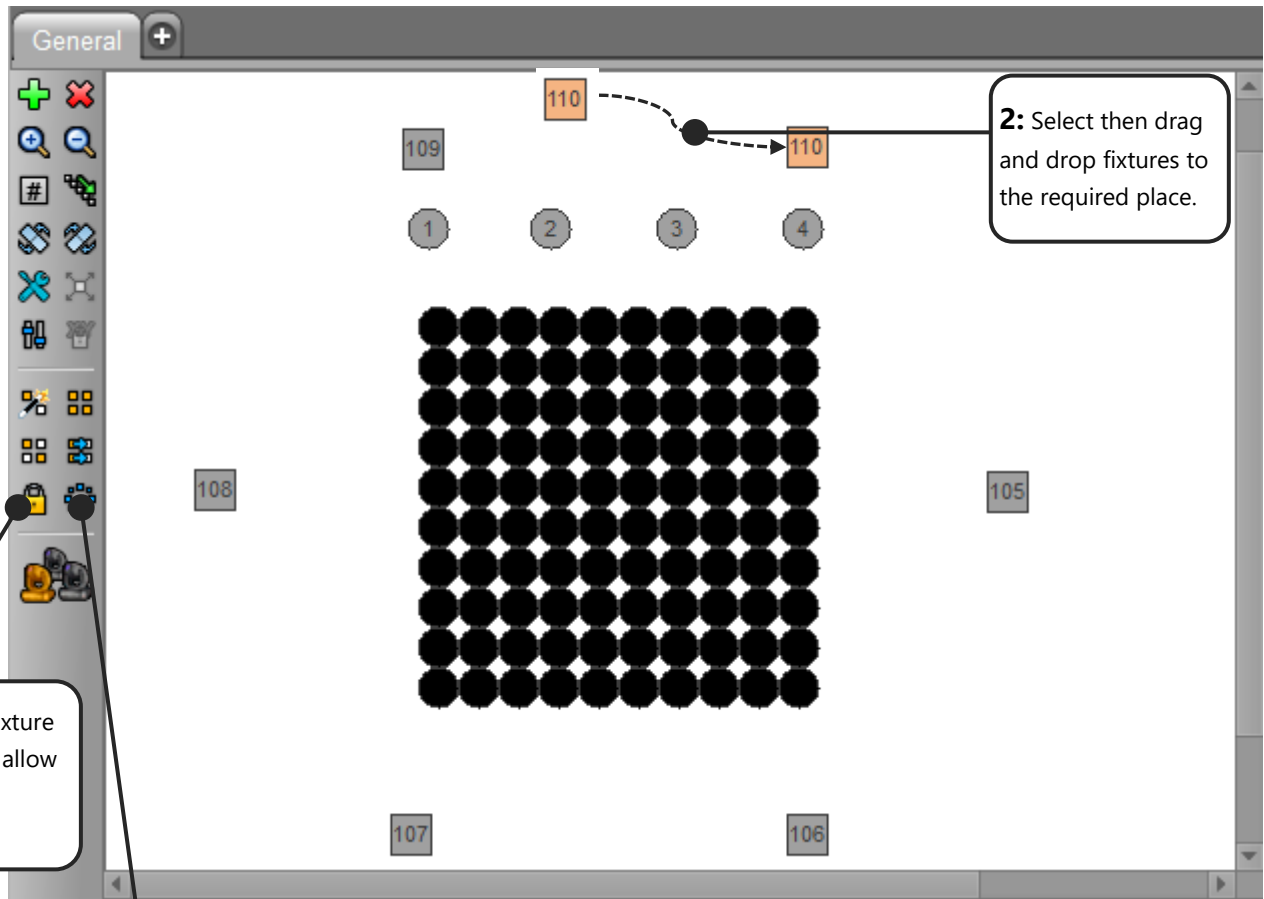 General
110
109
110
2: Select then drag
and drop fixtures to
the required place.
#
1 2 3 4
108
105
xture
allow
107
106